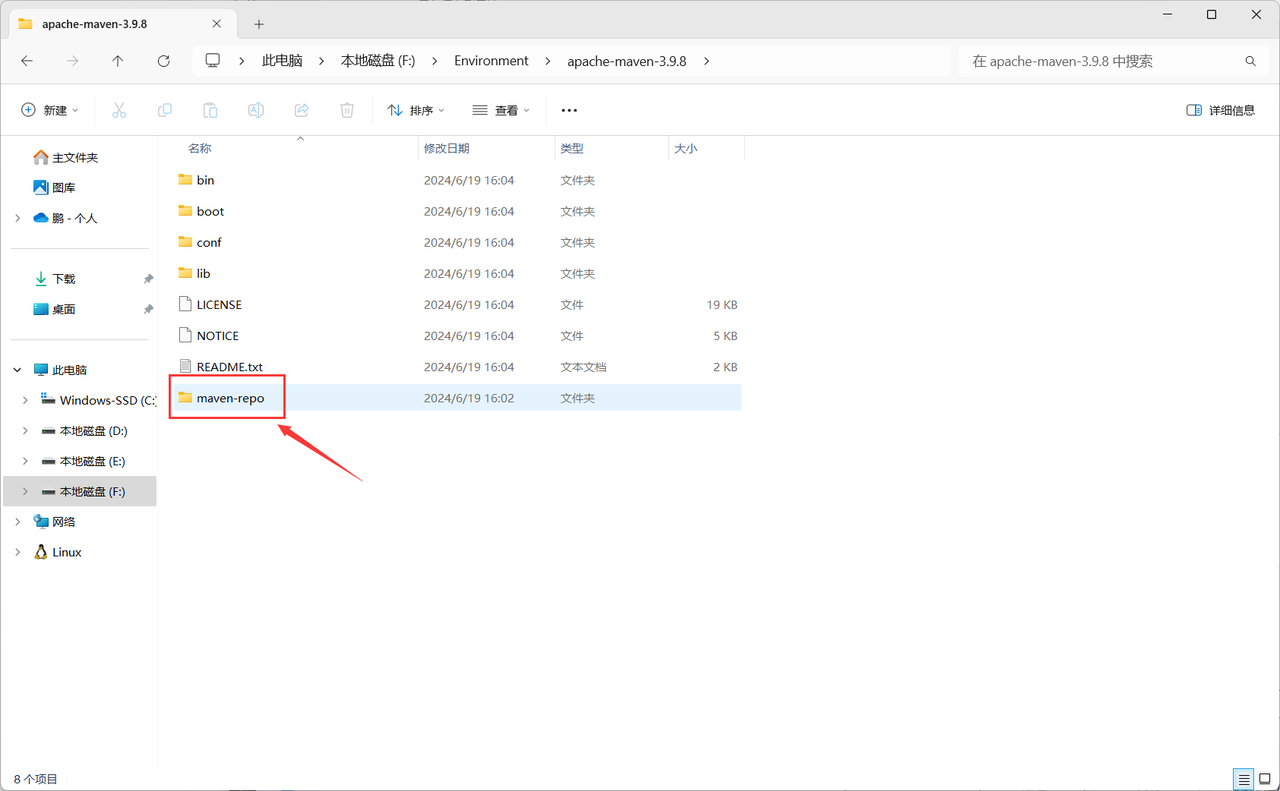 apache-maven-3.9.8
此电脑 本地磁盘 (F:) Environment apache-maven-3.9.8 在 apache-maven-3.9.8 中搜索
新建 排序 查看 详细信息
名称 修改日期 类型 大小
主文件夹
图库
鹏 - 个人
下载
桌面
此电脑
Windows-SSD (C:)
本地磁盘 (D:)
本地磁盘 (E:)
本地磁盘 (F:)
网络
Linux
bin 2024/6/19 16:04 文件夹
boot 2024/6/19 16:04 文件夹
conf 2024/6/19 16:04 文件夹
lib 2024/6/19 16:04 文件夹
LICENSE 2024/6/19 16:04 文件 19 KB
NOTICE 2024/6/19 16:04 文件 5 KB
README.txt 2024/6/19 16:04 文本文档 2 KB
maven-repo 2024/6/19 16:02 文件夹
8 个项目